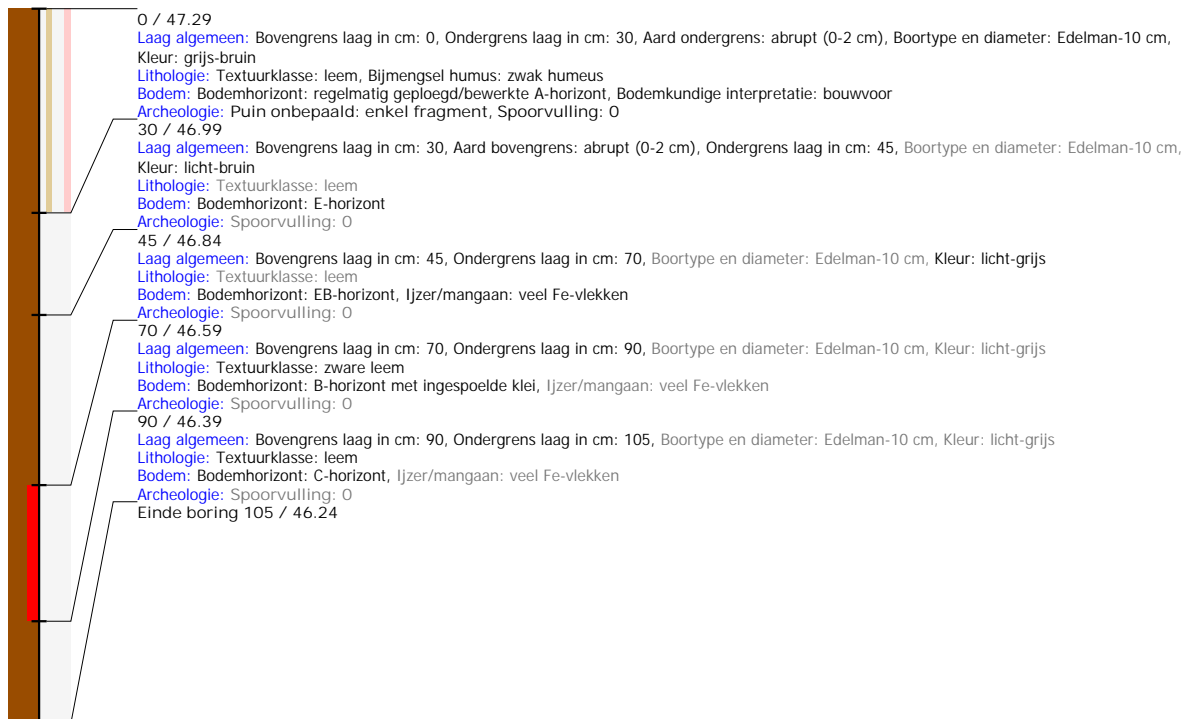 0 / 47.29
Laag algemeen: Bovengrens laag in cm: 0, Ondergrens laag in cm: 30, Aard ondergrens: abrupt (0-2 cm), Boortype en diameter: Edelman-10 cm,
Kleur: grijs-bruin
Lithologie: Textuurklasse: leem, Bijmengsel humus: zwak humeus
Bodem: Bodemhorizont: regelmatig geploegd/bewerkte A-horizont, Bodemkundige interpretatie: bouwvoor
Archeologie: Puin onbepaald: enkel fragment, Spoorvulling: 0
30 / 46.99
Laag algemeen: Bovengrens laag in cm: 30, Aard bovengrens: abrupt (0-2 cm), Ondergrens laag in cm: 45, Boortype en diameter: Edelman-10 cm,
Kleur: licht-bruin
Lithologie: Textuurklasse: leem
Bodem: Bodemhorizont: E-horizont
Archeologie: Spoorvulling: 0
45 / 46.84
Laag algemeen: Bovengrens laag in cm: 45, Ondergrens laag in cm: 70, Boortype en diameter: Edelman-10 cm, Kleur: licht-grijs
Lithologie: Textuurklasse: leem
Bodem: Bodemhorizont: EB-horizont, Ijzer/mangaan: veel Fe-vlekken
Archeologie: Spoorvulling: 0
70 / 46.59
Laag algemeen: Bovengrens laag in cm: 70, Ondergrens laag in cm: 90, Boortype en diameter: Edelman-10 cm, Kleur: licht-grijs
Lithologie: Textuurklasse: zware leem
Bodem: Bodemhorizont: B-horizont met ingespoelde klei, Ijzer/mangaan: veel Fe-vlekken
Archeologie: Spoorvulling: 0
90 / 46.39
Laag algemeen: Bovengrens laag in cm: 90, Ondergrens laag in cm: 105, Boortype en diameter: Edelman-10 cm, Kleur: licht-grijs
Lithologie: Textuurklasse: leem
Bodem: Bodemhorizont: C-horizont, Ijzer/mangaan: veel Fe-vlekken
Archeologie: Spoorvulling: 0
Einde boring 105 / 46.24